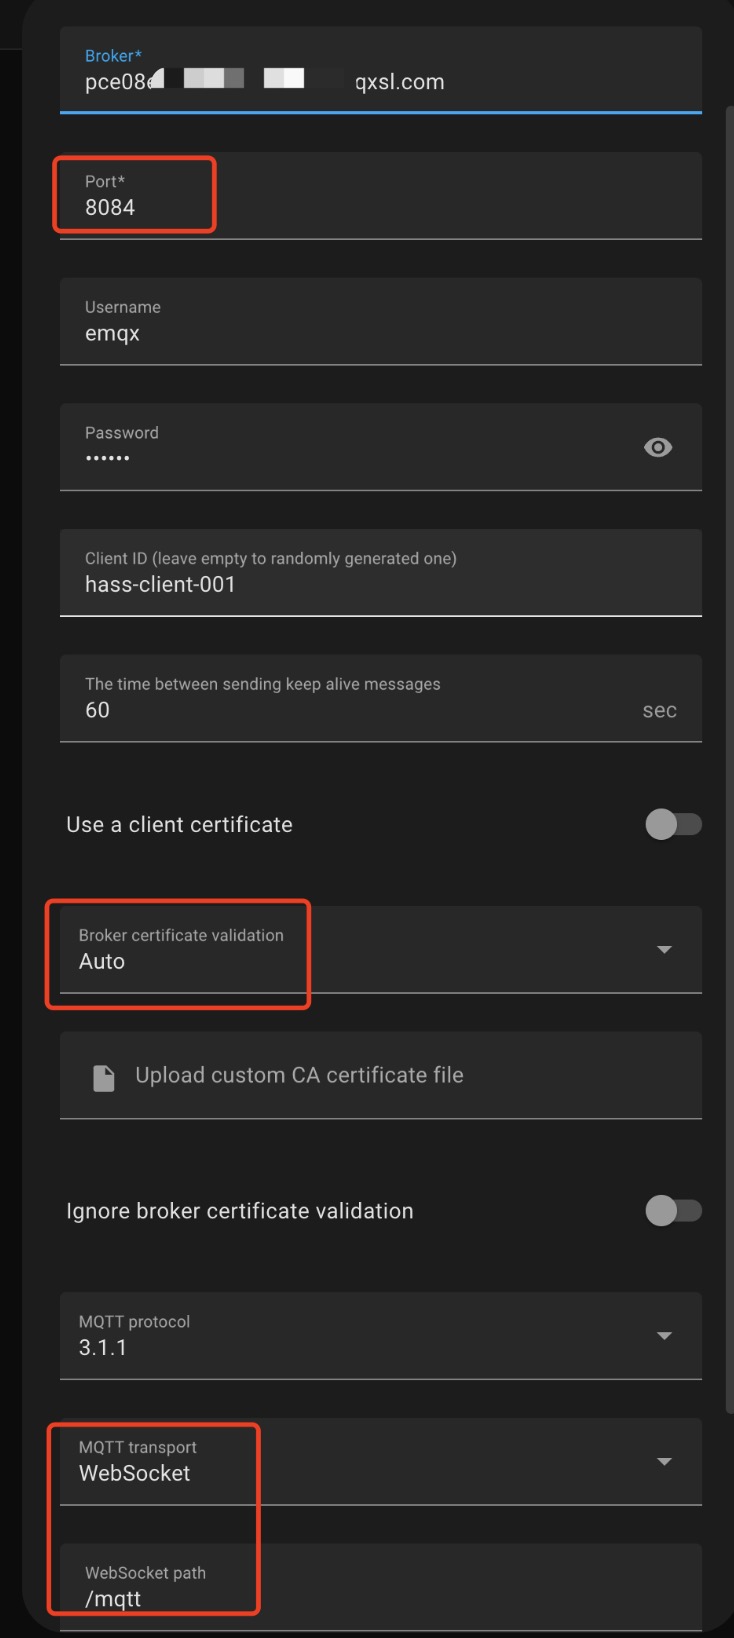 Broker*
pce08 qxsl.com
Port*
8084
Username
emqx
Password
••••••
Client ID (leave empty to randomly generated one)
hass-client-001
The time between sending keep alive messages
60 sec
Use a client certificate
Broker certificate validation
Auto
Upload custom CA certificate file
Ignore broker certificate validation
MQTT protocol
3.1.1
MQTT transport
WebSocket
WebSocket path
/mqtt